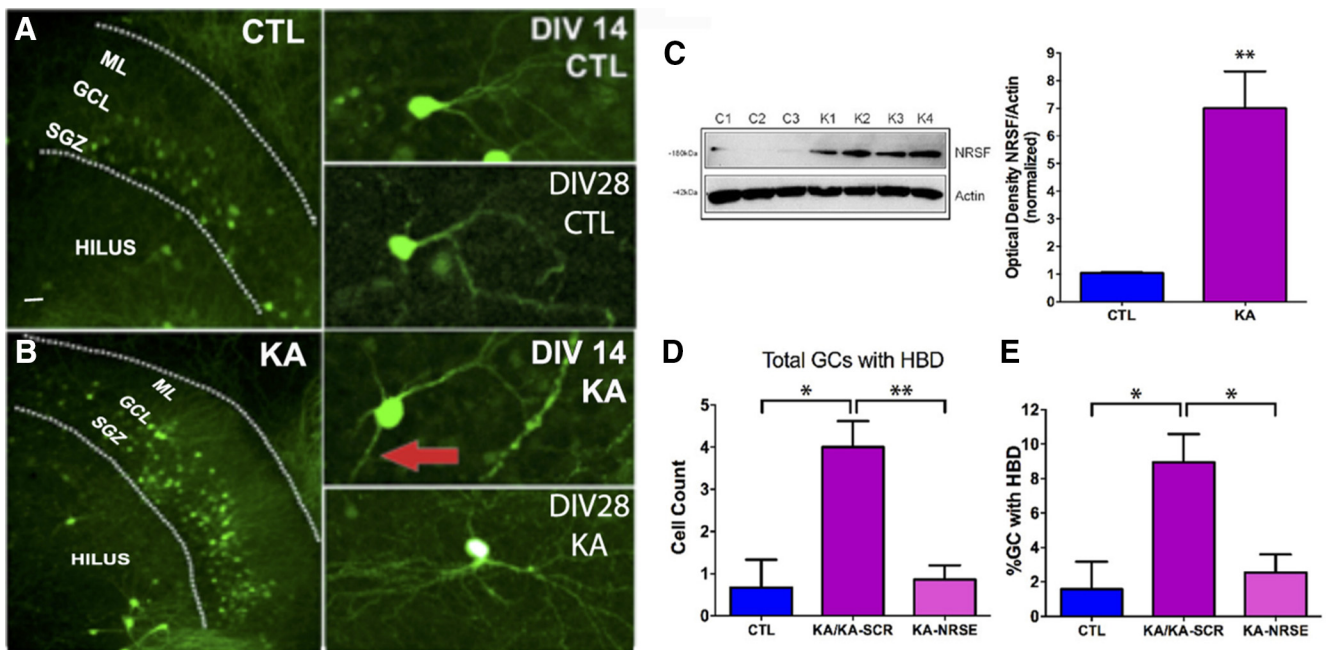 A
CTL
ML
GCL
SGZ
HILUS
DIV 14
CTL
DIV28
CTL
B
KA
ML
GCL
SGZ
HILUS
DIV 14
KA
DIV28
KA
C
C1 C2 C3 K1 K2 K3 K4
-180kDa
NRSF
-42kDa
Actin
Optical Density NRSF/Actin
(normalized)
9
8
7
6
5
4
3
2
1
0
**
CTL KA
D
Total GCs with HBD
* **
Cell Count
5
4
3
2
1
0
CTL KA/KA-SCR KA-NRSE
E
* *
%GC with HBD
12
10
8
6
4
2
0
CTL KA/KA-SCR KA-NRSE